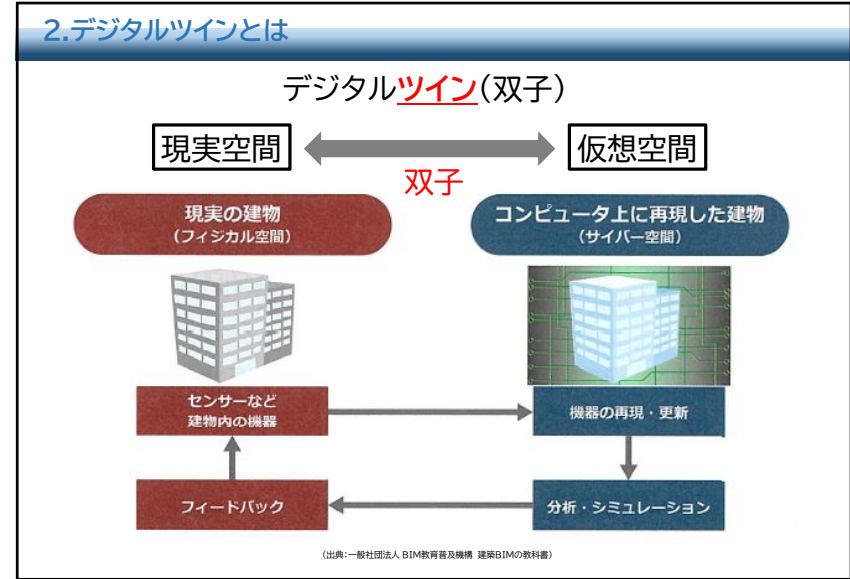 2.デジタルツインとは
デジタルツイン(双子)
現実空間
仮想空間
双子
現実の建物
(フィジカル空間)
コンピュータ上に再現した建物
(サイバー空間)
センサーなど
建物内の機器
機器の再現・更新
フィードバック
分析・シミュレーション
(出典:一般社団法人 BIM教育普及機構 建築BIMの教科書)